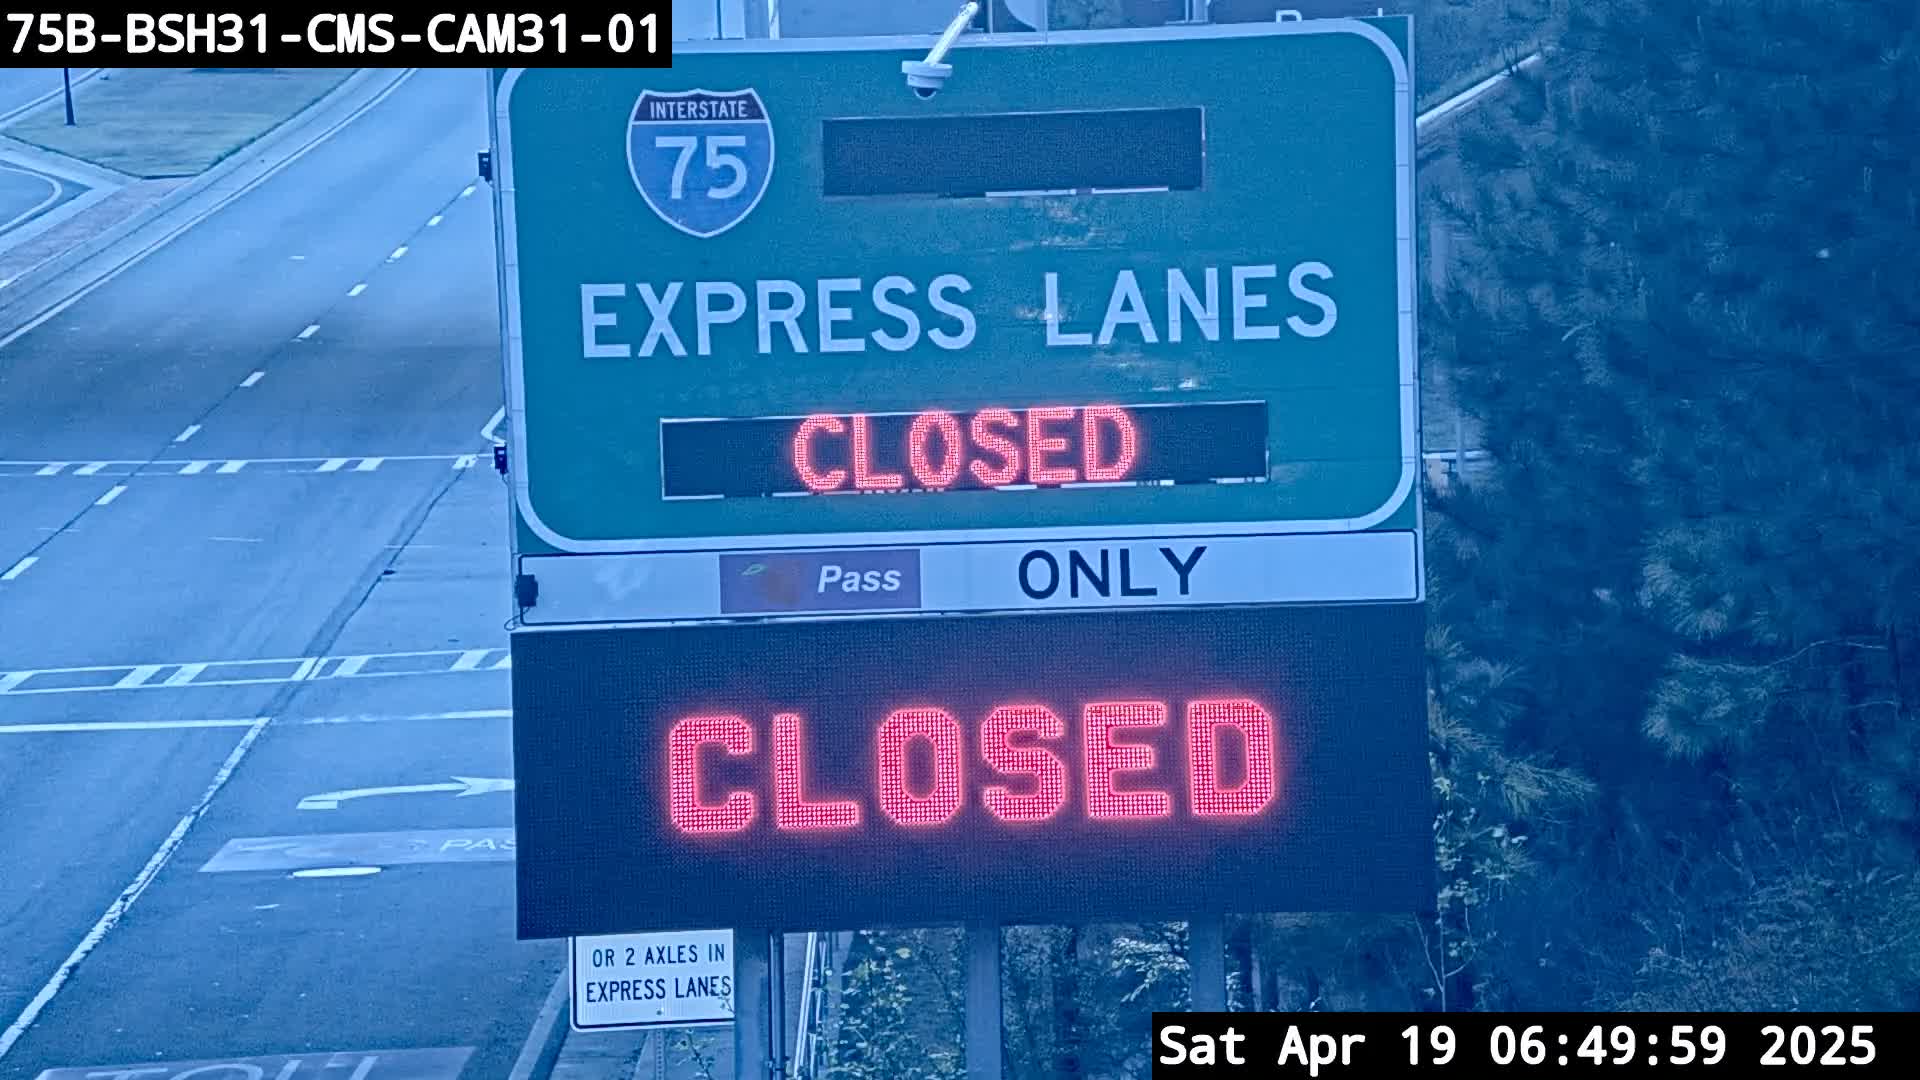 75B-BSH31-CMS-CAM31-01
INTERSTATE
75
EXPRESS LANES
CLOSED
Pass ONLY
CLOSED
PAS
OR 2 AXLES IN
EXPRESS LANES
Sat Apr 19 06:49:59 2025